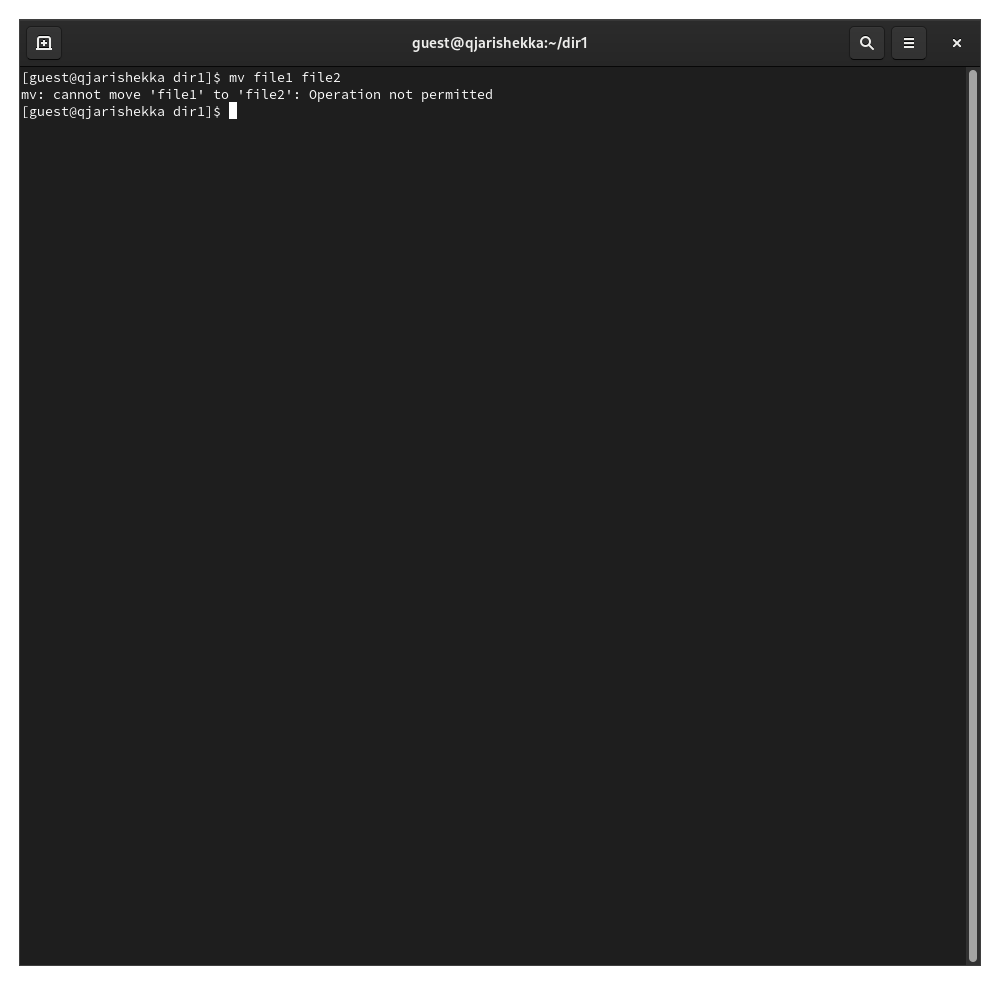 guest@qjarishekka:~/dir1
[guest@qjarishekka dir1]$ mv file1 file2
mv: cannot move 'file1' to 'file2': Operation not permitted
[guest@qjarishekka dir1]$